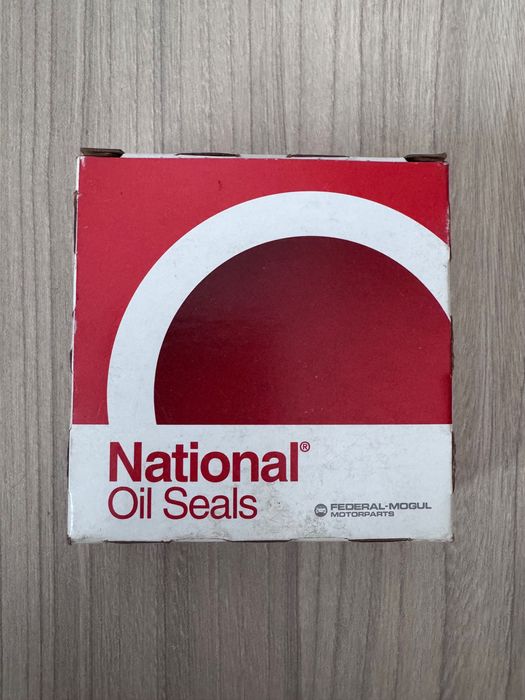 National®
Oil Seals
FEDERAL-MOGUL
MOTORPARTS